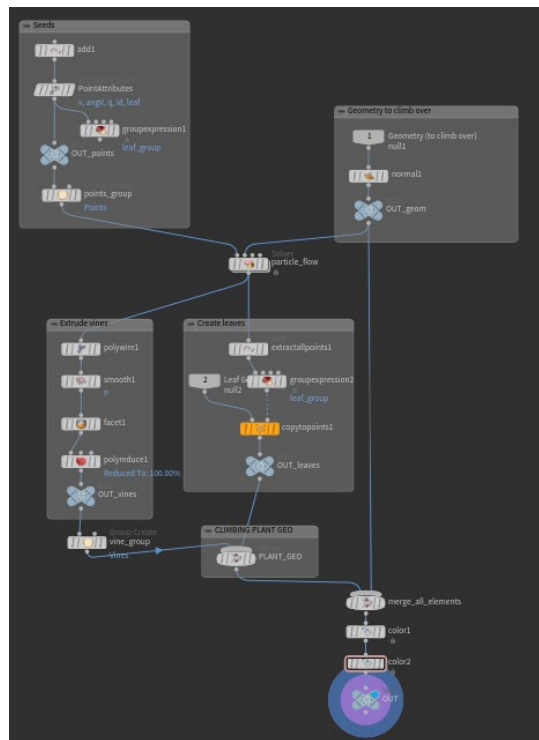 Seeds
add1
PointAttributes
v, angV, q, id, leaf
groupexpression1
leaf_group
OUT_points
points_group
Points
Geometry to climb over
1
Geometry (to climb over)
null1
normal1
OUT_geom
Solver
particle_flow
Extrude vines
polywire1
smooth1
P
facet1
polyreduce1
Reduced To: 100.00%
OUT_vines
Group Create
vine_group
Vines
Create leaves
extractallpoints1
2
Leaf G
null2
groupexpression2
leaf_group
copytopoints1
OUT_leaves
CLIMBING PLANT GEO
PLANT_GEO
merge_all_elements
color1
color2
OUT